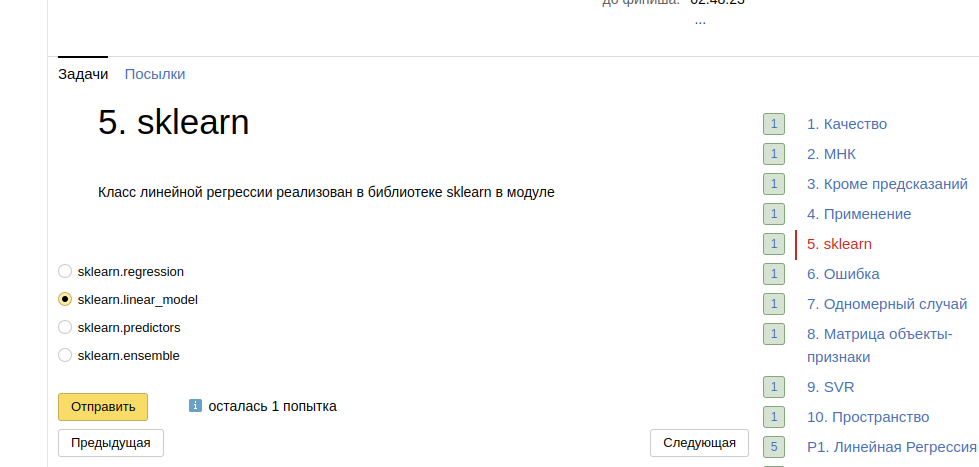 до финиша: 02:48:25
...
Задачи Посылки
5. sklearn
Класс линейной регрессии реализован в библиотеке sklearn в модуле
sklearn.regression
sklearn.linear_model
sklearn.predictors
sklearn.ensemble
Отправить
i осталась 1 попытка
Предыдущая
Следующая
1 1. Качество
1 2. МНК
1 3. Кроме предсказаний
1 4. Применение
1 5. sklearn
1 6. Ошибка
1 7. Одномерный случай
1 8. Матрица объекты-
признаки
1 9. SVR
1 10. Пространство
5 P1. Линейная Регрессия